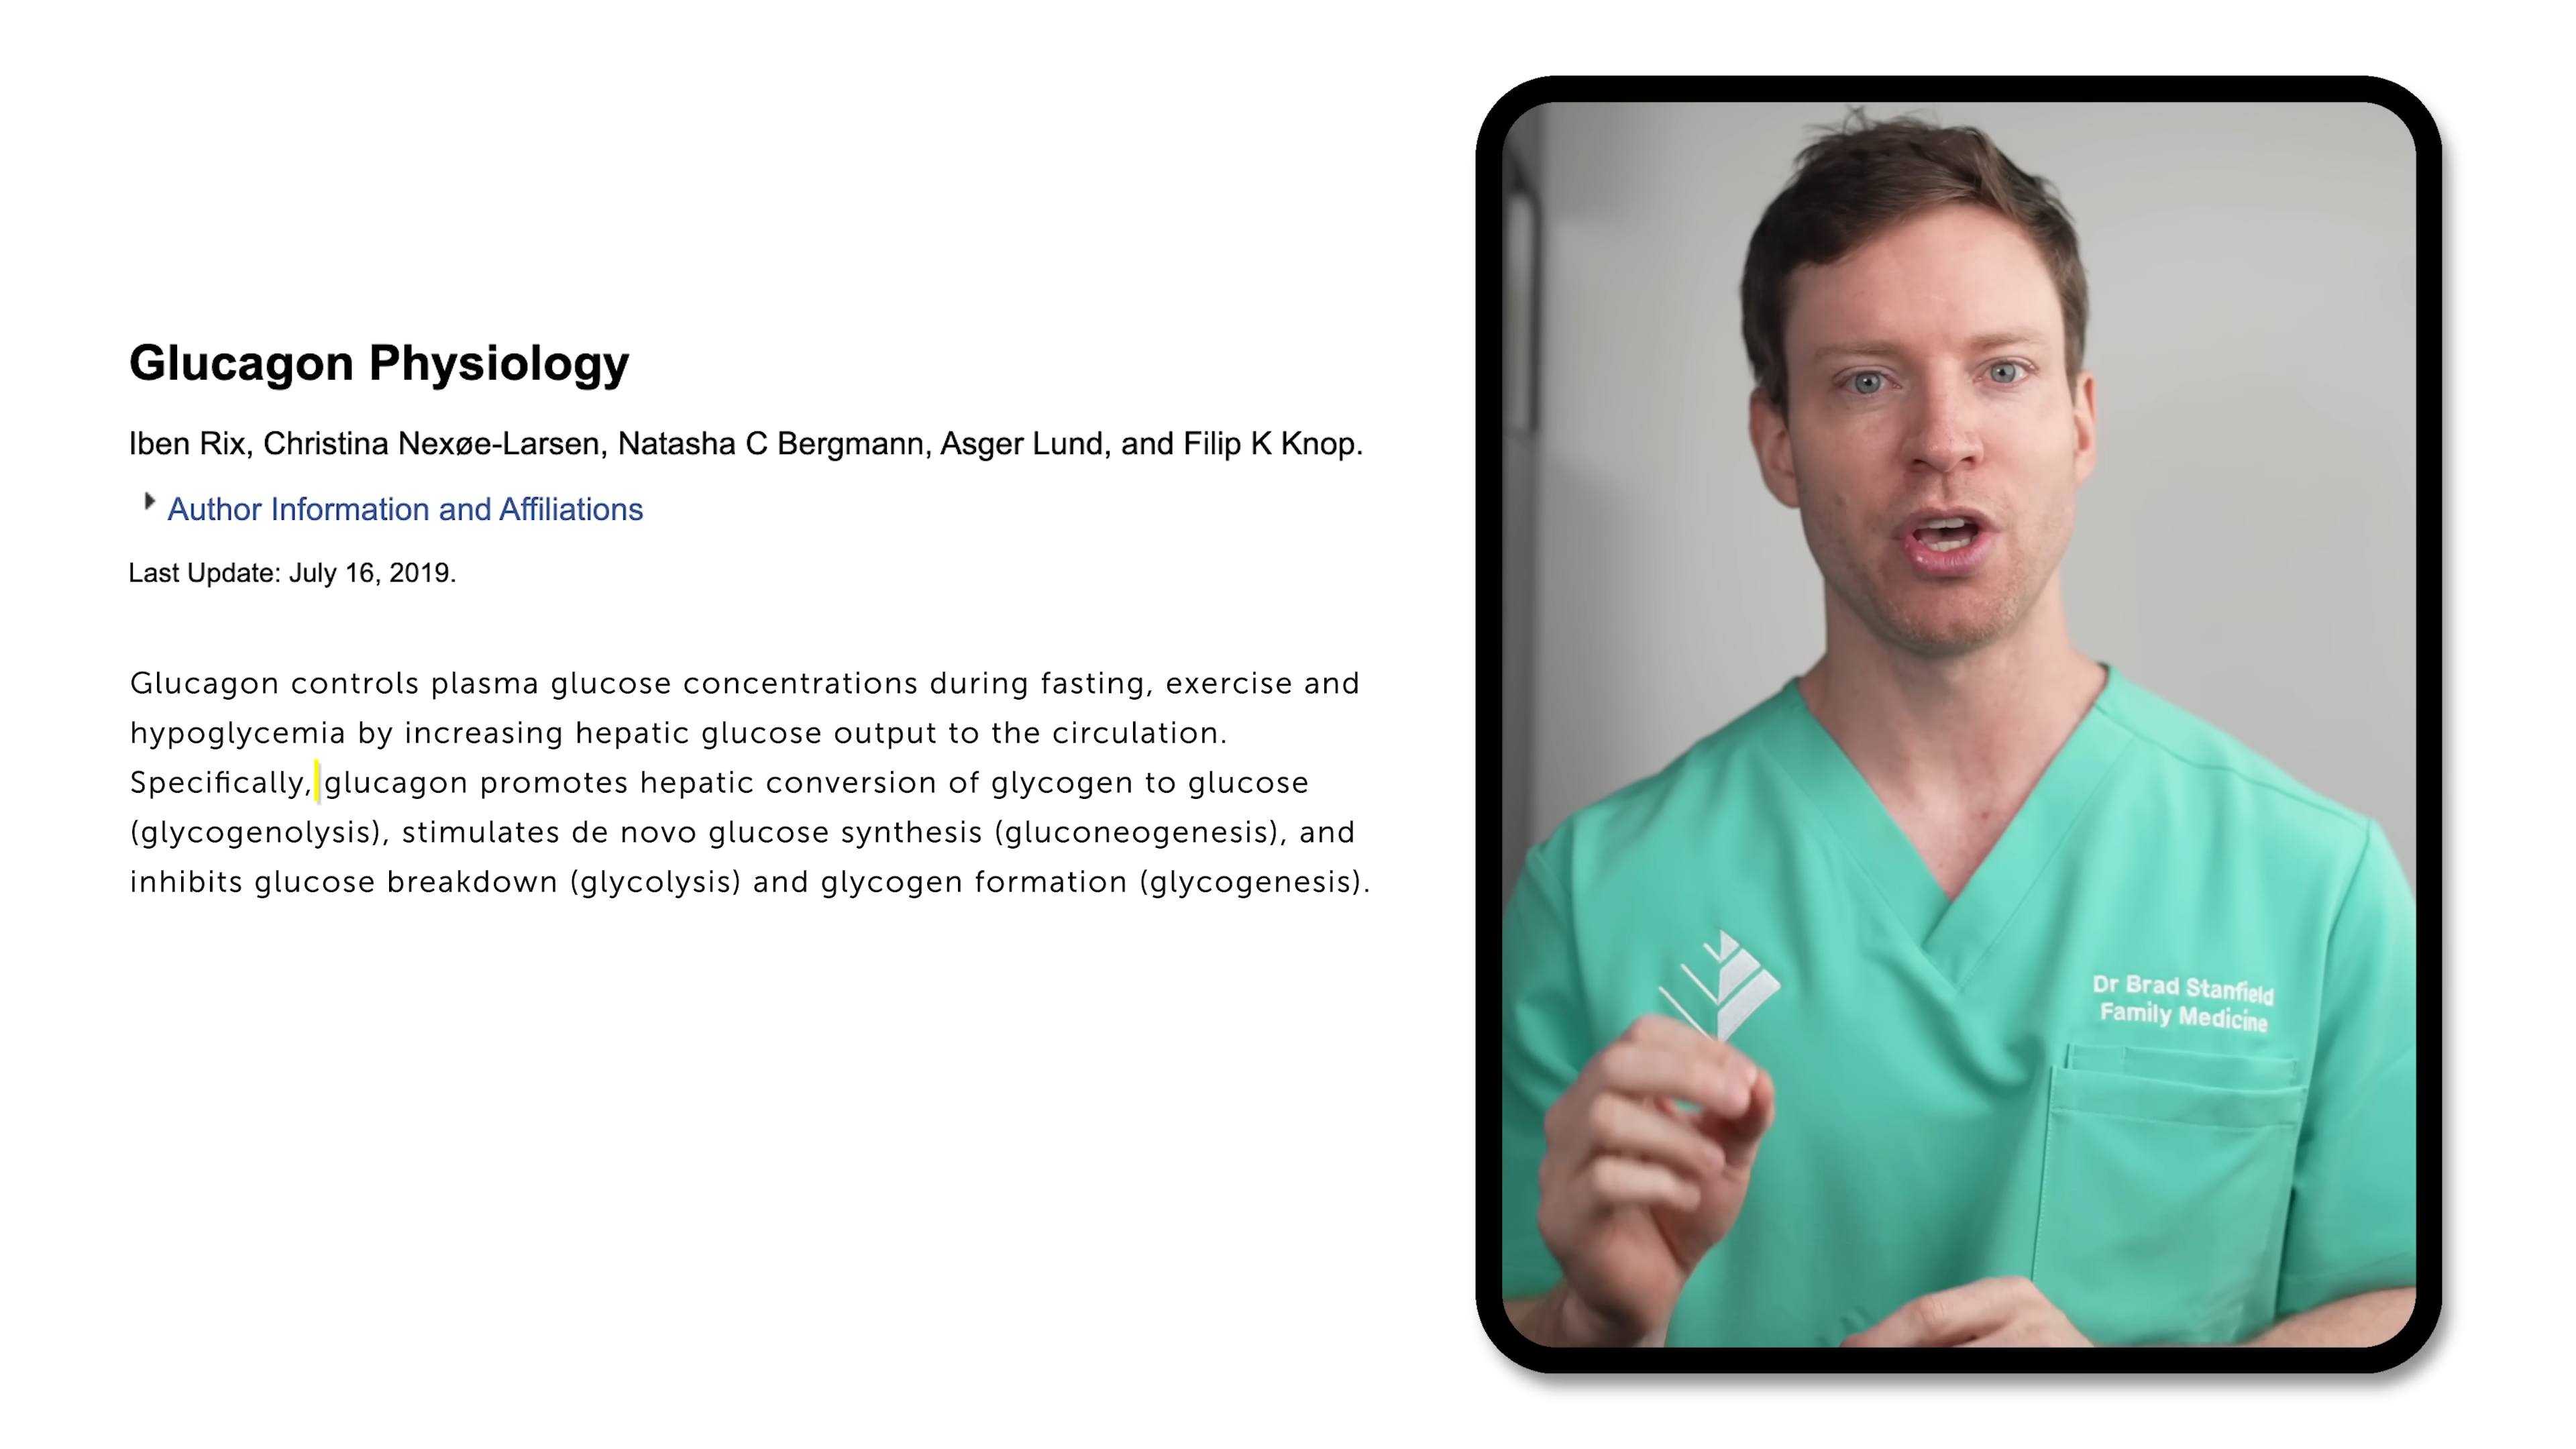 Glucagon Physiology
Iben Rix, Christina Nexøe-Larsen, Natasha C Bergmann, Asger Lund, and Filip K Knop.
Author Information and Affiliations
Last Update: July 16, 2019.
Glucagon controls plasma glucose concentrations during fasting, exercise and
hypoglycemia by increasing hepatic glucose output to the circulation.
Specifically, glucagon promotes hepatic conversion of glycogen to glucose
(glycogenolysis), stimulates de novo glucose synthesis (gluconeogenesis), and
inhibits glucose breakdown (glycolysis) and glycogen formation (glycogenesis).
Dr Brad Stanfield
Family Medicine